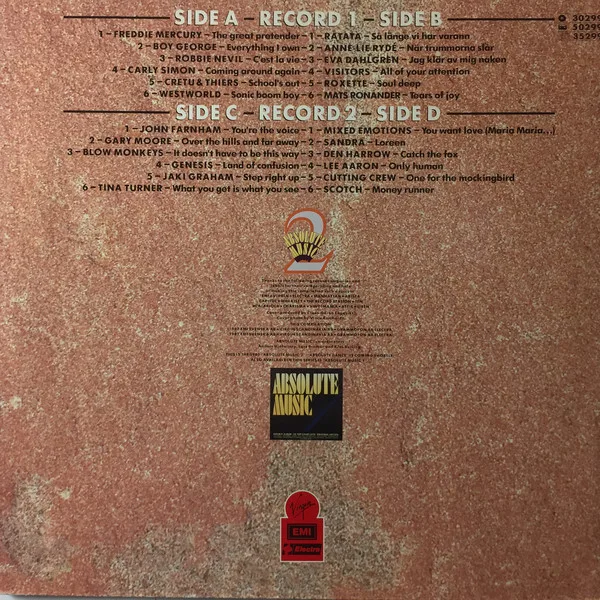 SIDE A – RECORD 1 – SIDE B
1 – FREDDIE MERCURY – The great pretender
2 – BOY GEORGE – Everything I own
3 – ROBBIE NEVIL – C'est la vie
4 – CARLY SIMON – Coming around again
5 – CRETU & THIERS – School's out
6 – WESTWORLD – Sonic boom boy
1 – RATATA – Så länge vi har varann
2 – ANNE-LIE RYDÉ – När trummorna slår
3 – EVA DAHLGREN – Jag klär av mig naken
4 – VISITORS – All of your attention
5 – ROXETTE – Soul deep
6 – MATS RONANDER – Tears of joy
30299
50299
35299
SIDE C – RECORD 2 – SIDE D
1 – JOHN FARNHAM – You're the voice
2 – GARY MOORE – Over the hills and far away
3 – BLOW MONKEYS – It doesn't have to be this way
4 – GENESIS – Land of confusion
5 – JAKI GRAHAM – Step right up
6 – TINA TURNER – What you get is what you see
1 – MIXED EMOTIONS – You want love (Maria Maria...)
2 – SANDRA – Loreen
3 – DEN HARROW – Catch the fox
4 – LEE AARON – Only human
5 – CUTTING CREW – One for the mockingbird
6 – SCOTCH – Money runner
2
ABSOLUTE
MUSIC
ABSOLUTE
MUSIC
Virgin
EMI
Electra